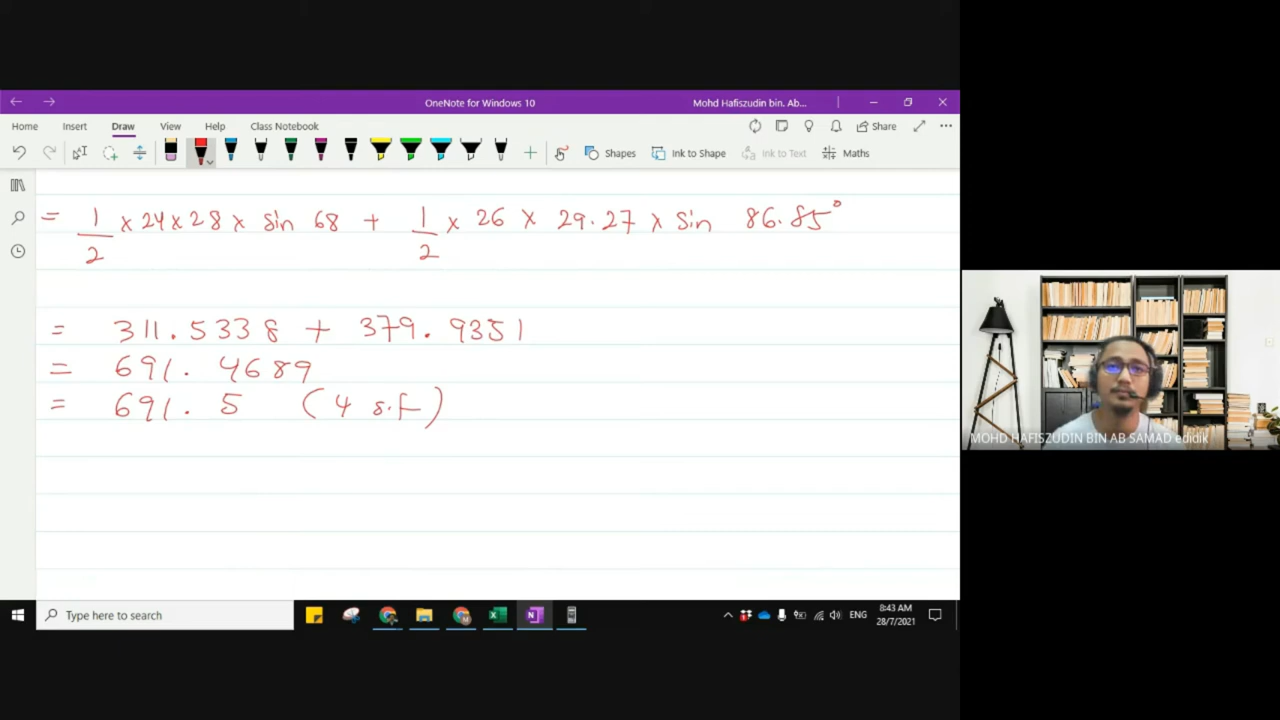 OneNote for Windows 10
Mohd Hafiszudin bin. Ab...
Home Insert Draw View Help Class Notebook
Share
Shapes Ink to Shape Ink to Text Maths
= 1/2 × 24 × 28 × sin 68 + 1/2 × 26 × 29.27 × sin 86.85°
= 311.5338 + 379.9351
= 691.4689
= 691.5 (4 s.f)
MOHD HAFISZUDIN BIN AB SAMAD edidik
Type here to search
ENG
8:43 AM
28/7/2021